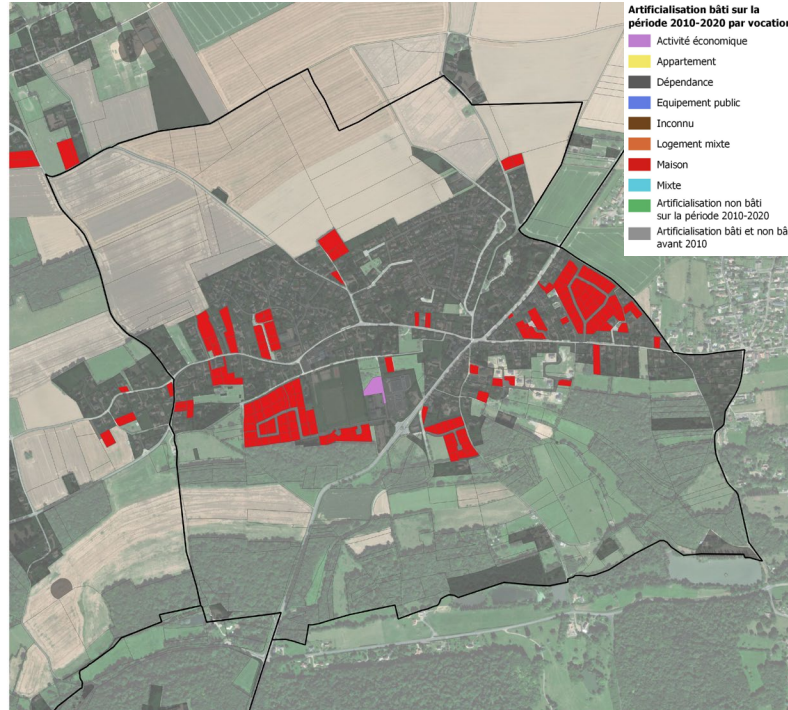 Artificialisation bâti sur la
période 2010-2020 par vocation
Activité économique
Appartement
Dépendance
Equipement public
Inconnu
Logement mixte
Maison
Mixte
Artificialisation non bâti
sur la période 2010-2020
Artificialisation bâti et non bâ
avant 2010